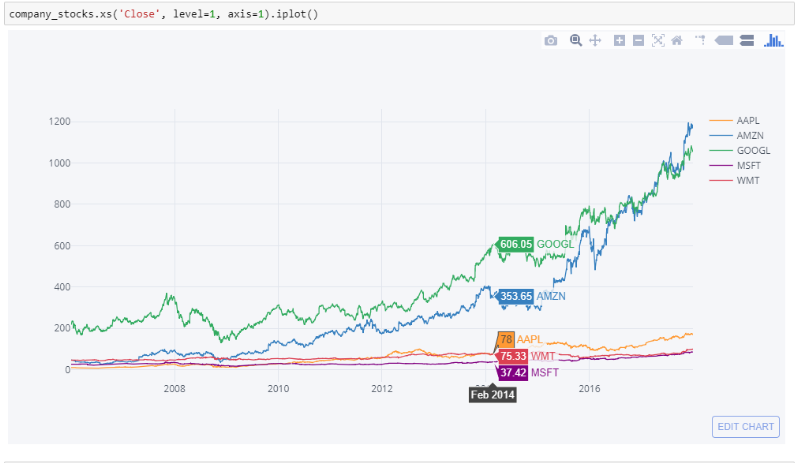 company_stocks.xs('Close', level=1, axis=1).iplot()
1200
1000
800
600
400
200
0
606.05 GOOGL
353.65 AMZN
78 AAPL
75.33 WMT
37.42 MSFT
2008
2010
2012
2016
Feb 2014
AAPL
AMZN
GOOGL
MSFT
WMT
EDIT CHART